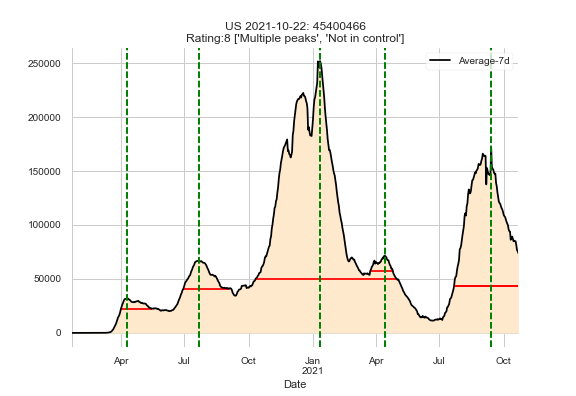 US 2021-10-22: 45400466
Rating:8 ['Multiple peaks', 'Not in control']
Average-7d
250000
200000
150000
100000
50000
0
Apr
Jul
Oct
Jan
2021
Apr
Jul
Oct
Date